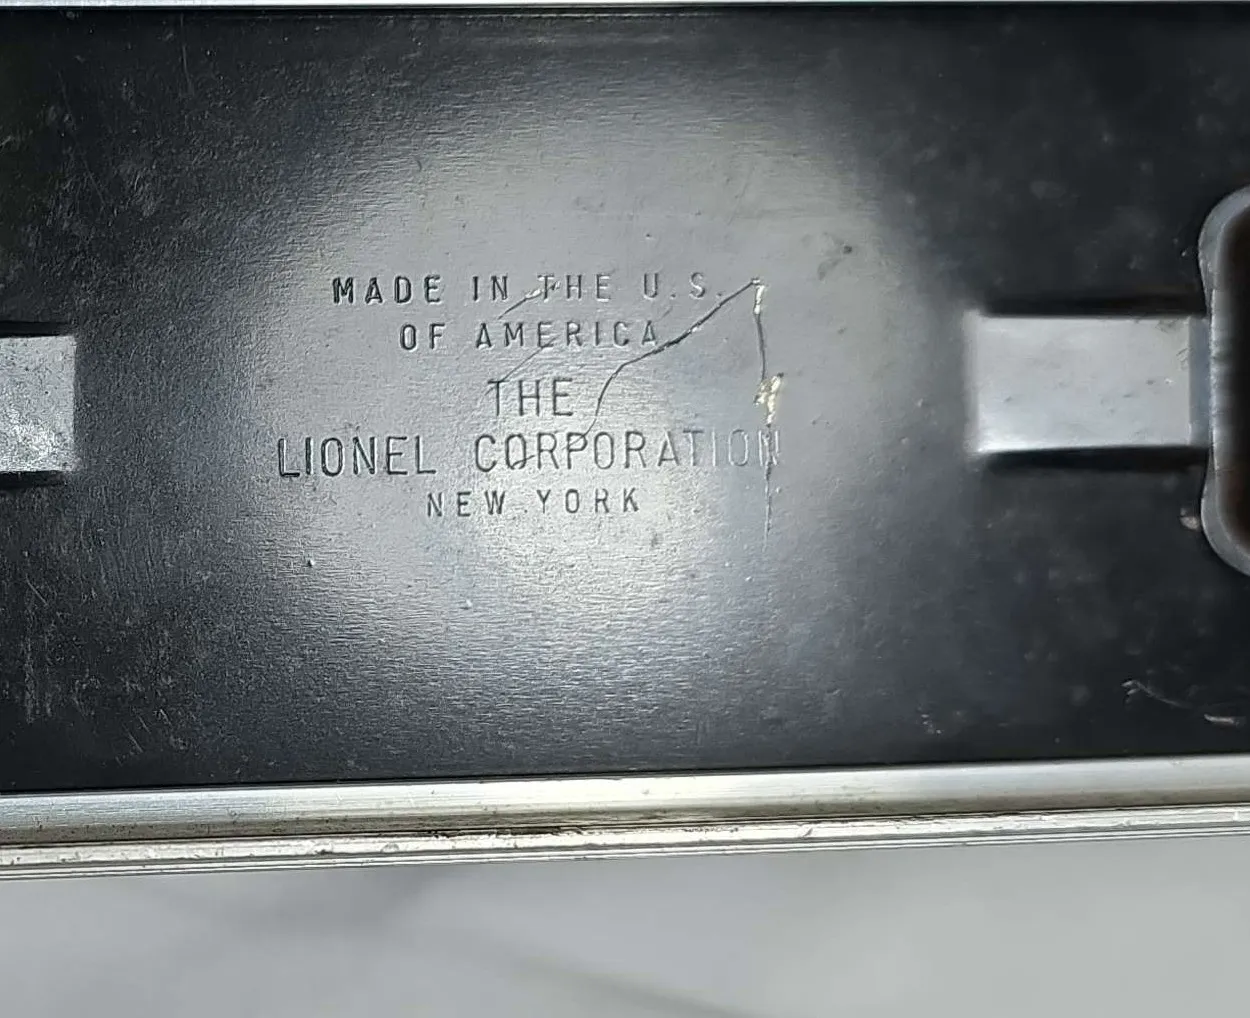 MADE IN THE U.S.
OF AMERICA
THE
LIONEL CORPORATION
NEW YORK